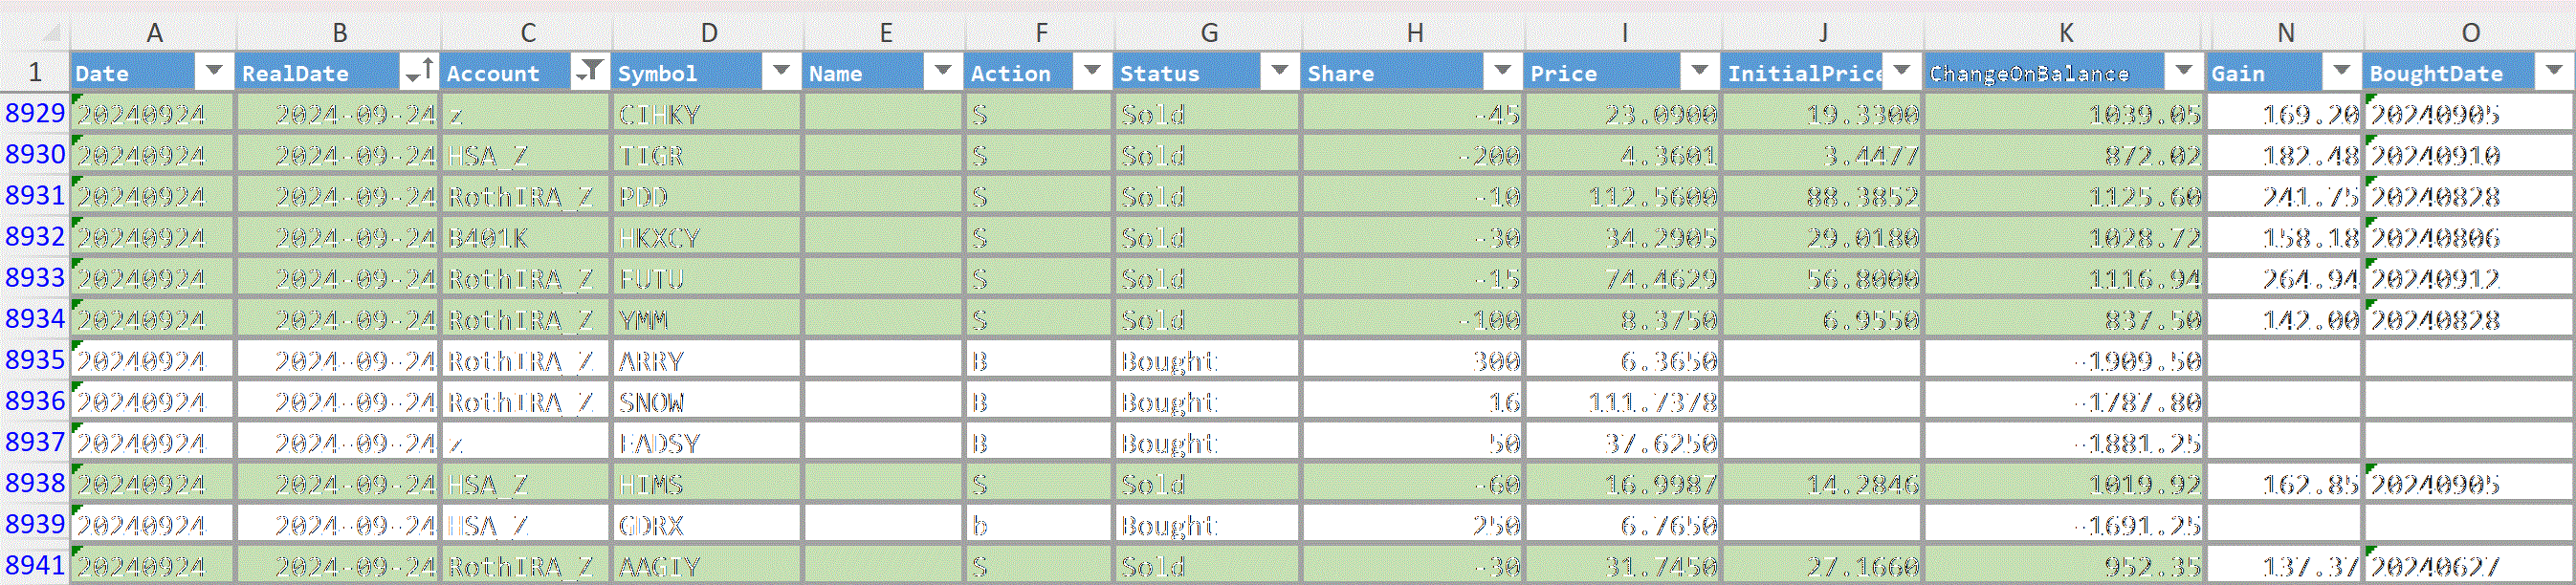 A B C D E F G H I J K N O
1 Date RealDate Account Symbol Name Action Status Share Price InitialPrice ChangeOnBalance Gain BoughtDate
8929 20240924 2024-09-24 z CIHKY S Sold -45 23.0900 19.3300 1039.05 169.20 20240905
8930 20240924 2024-09-24 HSA_Z TIGR S Sold -200 4.3601 3.4477 872.02 182.48 20240910
8931 20240924 2024-09-24 RothIRA_Z PDD S Sold -10 112.5600 88.3852 1125.60 241.75 20240828
8932 20240924 2024-09-24 B401K HKXCY S Sold -30 34.2905 29.0180 1028.72 158.18 20240806
8933 20240924 2024-09-24 RothIRA_Z FUTU S Sold -15 74.4629 56.8000 1116.94 264.94 20240912
8934 20240924 2024-09-24 RothIRA_Z YMM S Sold -100 8.3750 6.9550 837.50 142.00 20240828
8935 20240924 2024-09-24 RothIRA_Z ARRY B Bought 300 6.3650 -1909.50
8936 20240924 2024-09-24 RothIRA_Z SNOW B Bought 16 111.7378 -1787.80
8937 20240924 2024-09-24 z EADSY B Bought 50 37.6250 -1881.25
8938 20240924 2024-09-24 HSA_Z HIMS S Sold -60 16.9987 14.2846 1019.92 162.85 20240905
8939 20240924 2024-09-24 HSA_Z GDRX b Bought 250 6.7650 -1691.25
8941 20240924 2024-09-24 RothIRA_Z AAGIY S Sold -30 31.7450 27.1660 952.35 137.37 20240627